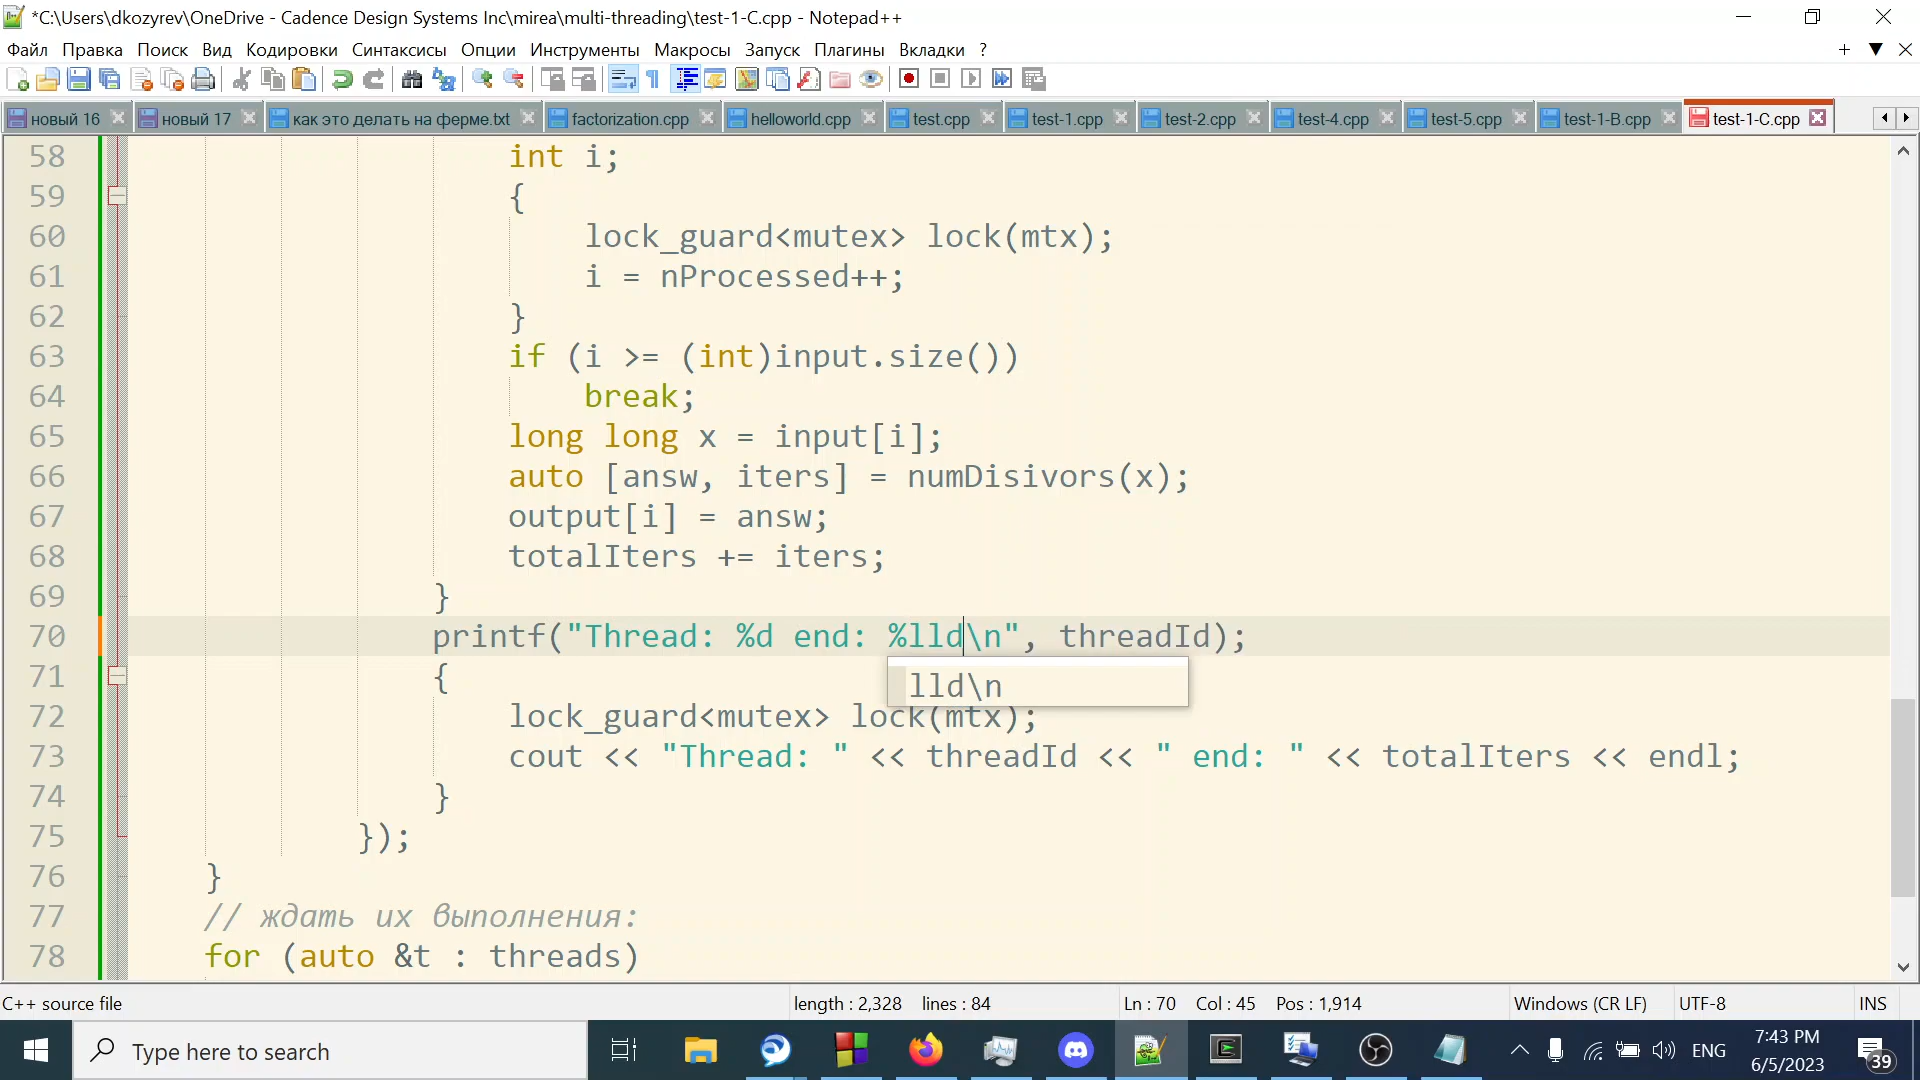 *C:\Users\dkozyrev\OneDrive - Cadence Design Systems Inc\mirea\multi-threading\test-1-C.cpp - Notepad++
Файл Правка Поиск Вид Кодировки Синтаксисы Опции Инструменты Макросы Запуск Плагины Вкладки ?
новый 16 новый 17 как это делать на ферме.txt factorization.cpp helloworld.cpp test.cpp test-1.cpp test-2.cpp test-4.cpp test-5.cpp test-1-B.cpp test-1-C.cpp
58 int i;
59 {
60 lock_guard<mutex> lock(mtx);
61 i = nProcessed++;
62 }
63 if (i >= (int)input.size())
64 break;
65 long long x = input[i];
66 auto [answ, iters] = numDisivors(x);
67 output[i] = answ;
68 totalIters += iters;
69 }
70 printf("Thread: %d end: %lld\n", threadId);
71 {
lld\n
72 lock_guard<mutex> lock(mtx);
73 cout << "Thread: " << threadId << " end: " << totalIters << endl;
74 }
75 });
76 }
77 // ждать их выполнения:
78 for (auto &t : threads)
C++ source file length : 2,328 lines : 84 Ln : 70 Col : 45 Pos : 1,914 Windows (CR LF) UTF-8 INS
Type here to search ENG 7:43 PM 6/5/2023 39